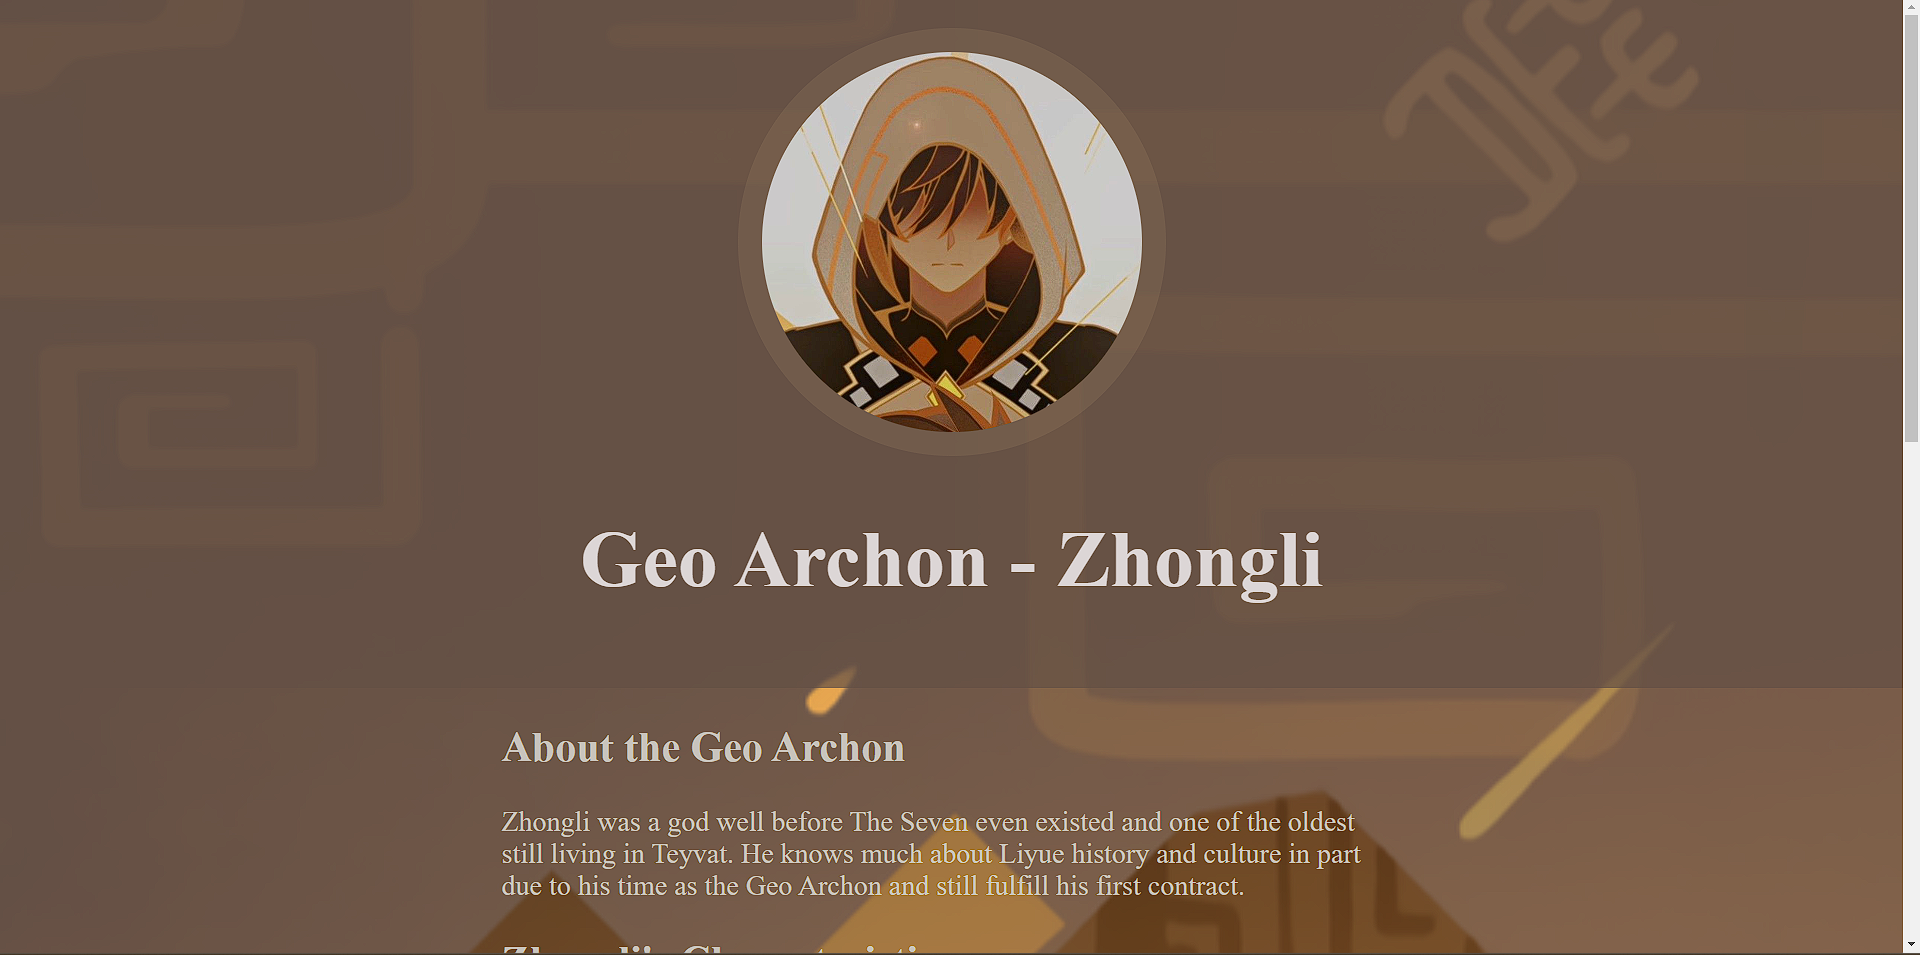 Geo Archon - Zhongli
About the Geo Archon
Zhongli was a god well before The Seven even existed and one of the oldest
still living in Teyvat. He knows much about Liyue history and culture in part
due to his time as the Geo Archon and still fulfill his first contract.